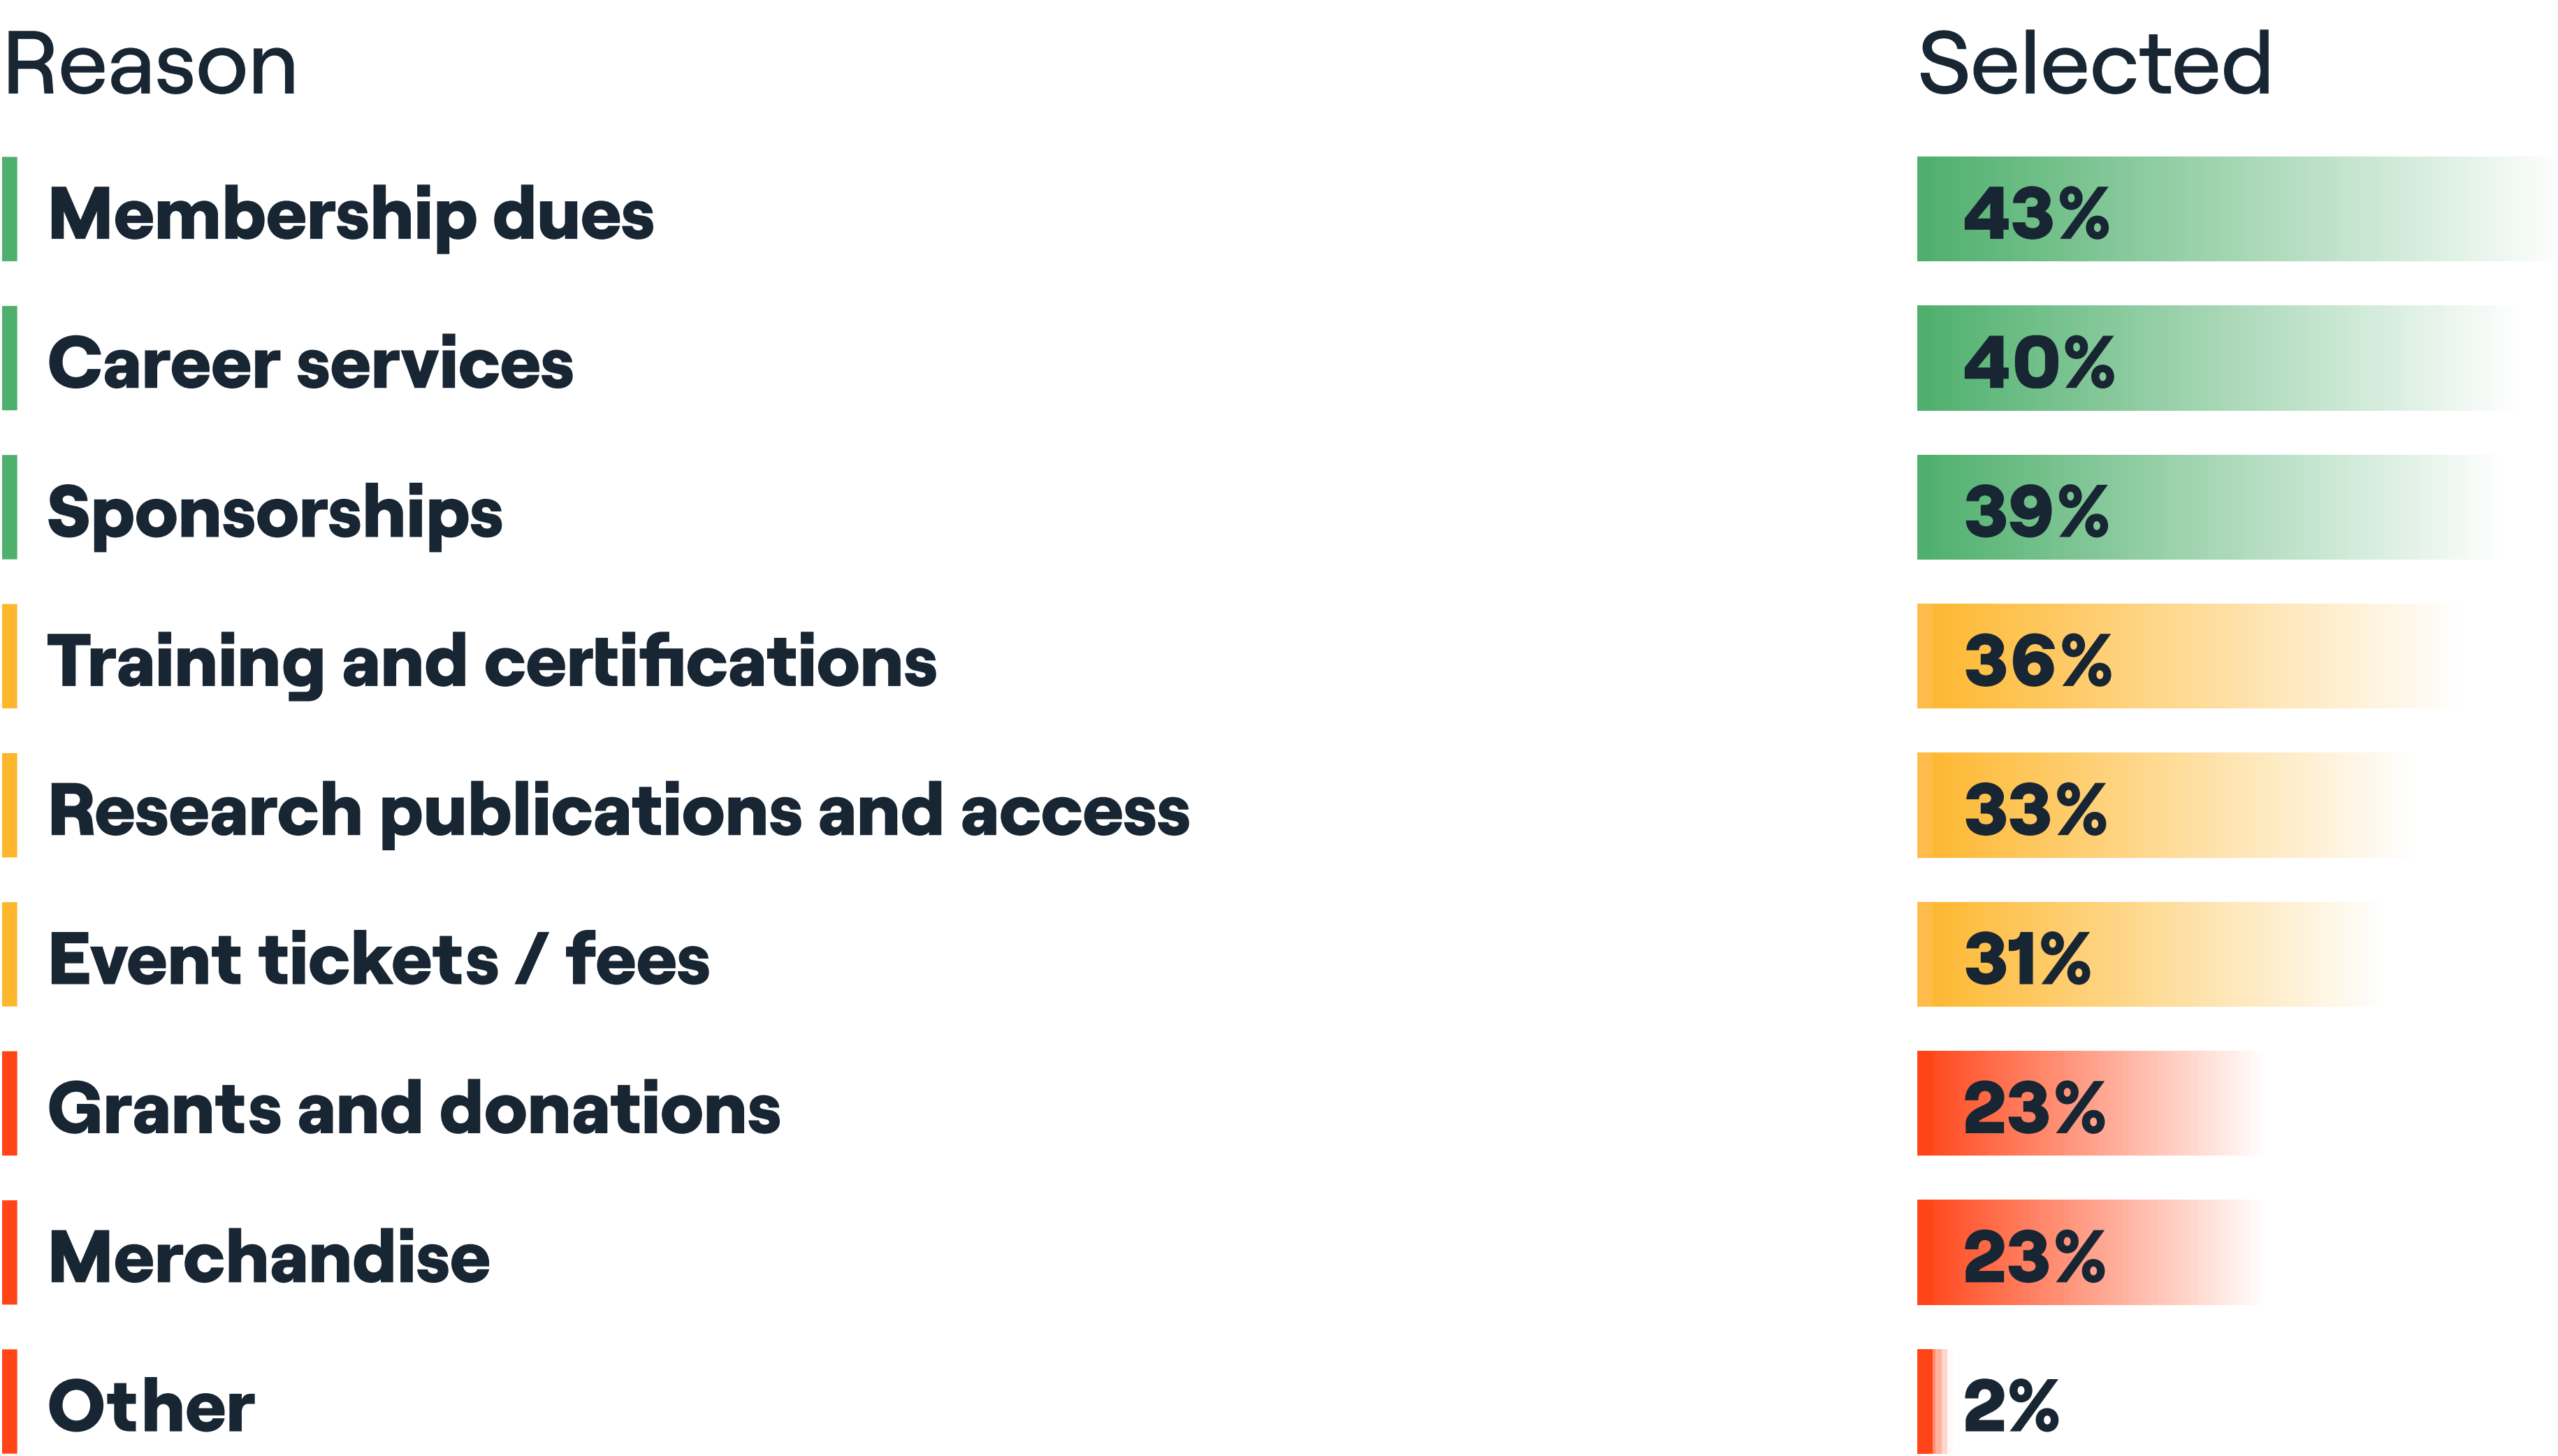 Reason Selected
Membership dues 43%
Career services 40%
Sponsorships 39%
Training and certifications 36%
Research publications and access 33%
Event tickets / fees 31%
Grants and donations 23%
Merchandise 23%
Other 2%